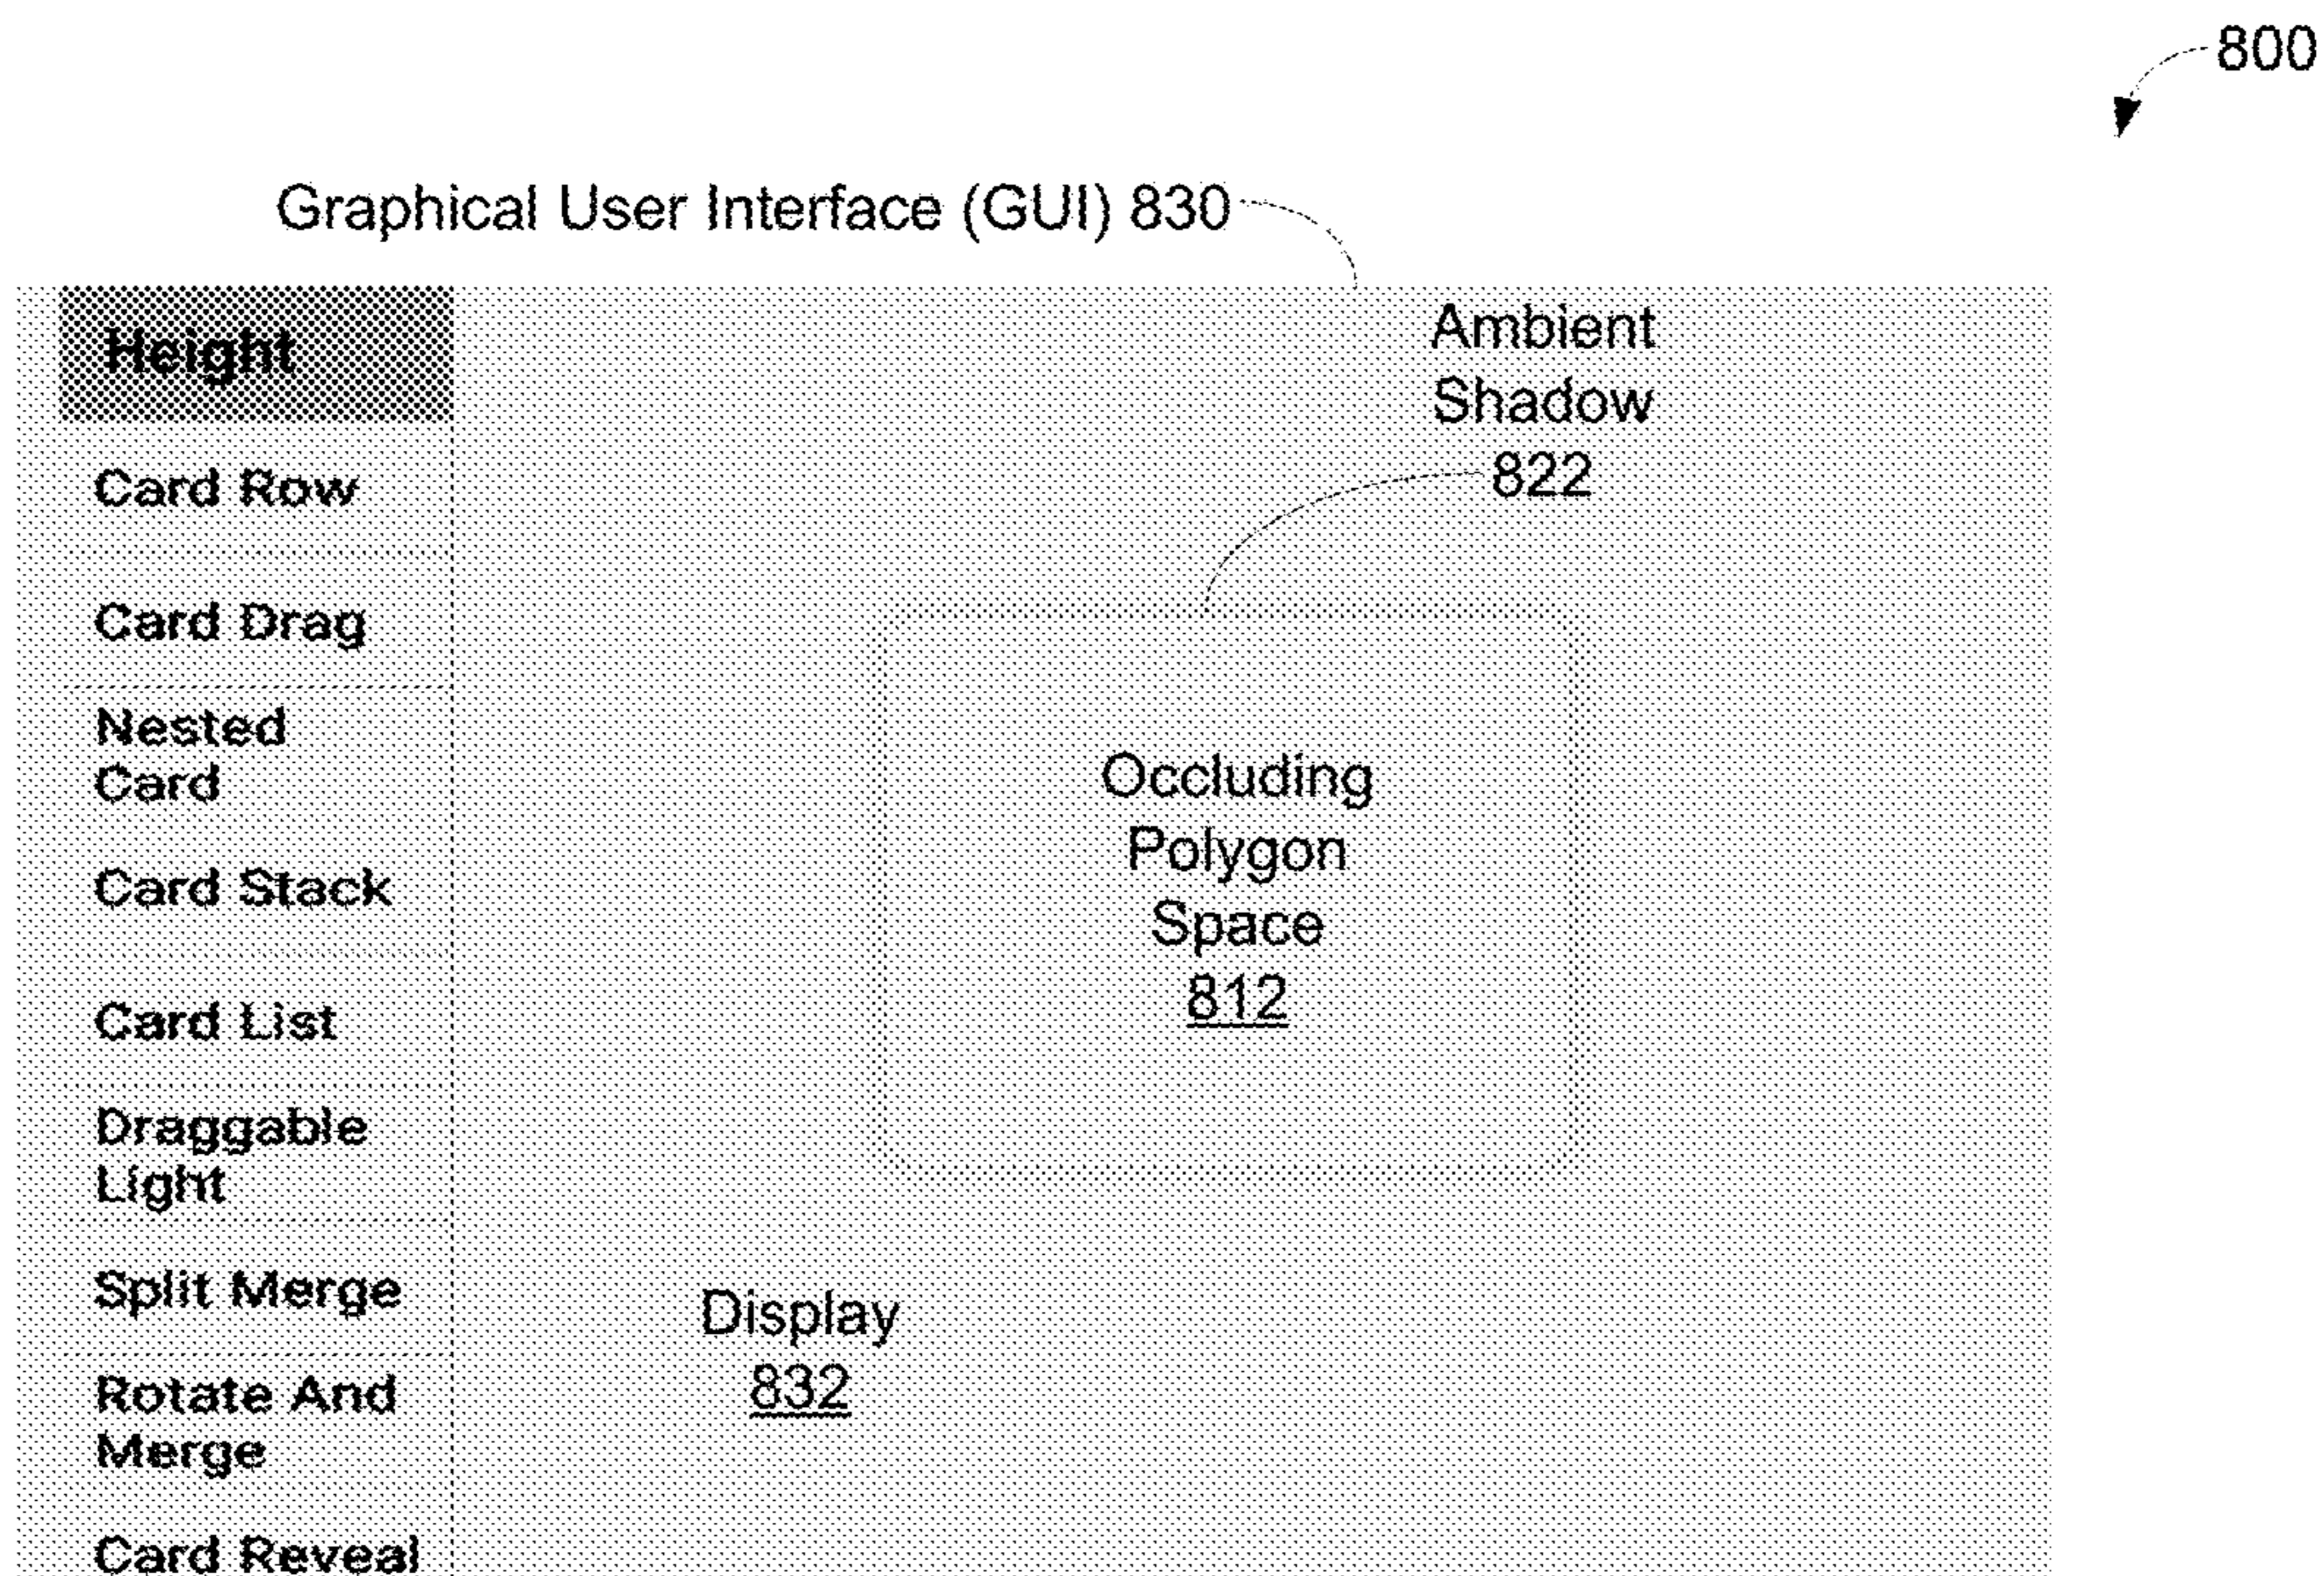 800
Graphical User Interface (GUI) 830
Height
Card Row
Card Drag
Nested
Card
Card Stack
Card List
Draggable
Light
Split Merge
Rotate And
Merge
Card Reveal
Ambient
Shadow
822
Occluding
Polygon
Space
812
Display
832